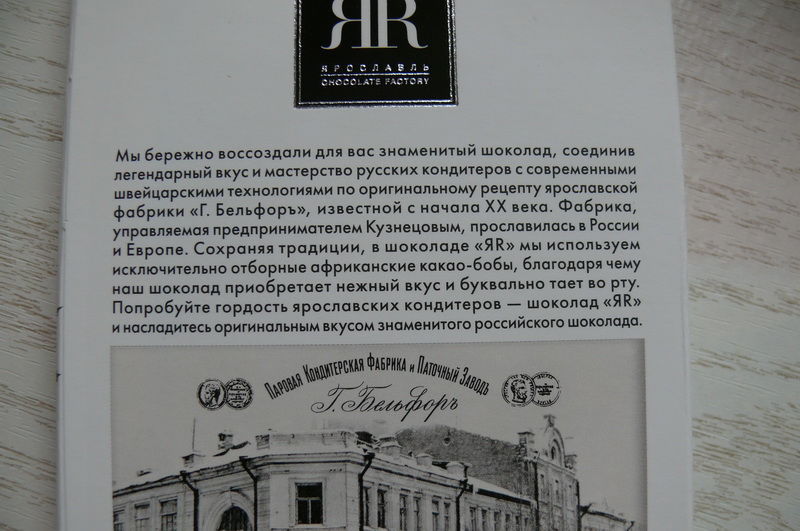 ЯR
ЯРОСЛАВЛЬ
CHOCOLATE FACTORY
Мы бережно воссоздали для вас знаменитый шоколад, соединив
легендарный вкус и мастерство русских кондитеров с современными
швейцарскими технологиями по оригинальному рецепту ярославской
фабрики «Г. Бельфоръ», известной с начала XX века. Фабрика,
управляемая предпринимателем Кузнецовым, прославилась в России
и Европе. Сохраняя традиции, в шоколаде «ЯR» мы используем
исключительно отборные африканские какао-бобы, благодаря чему
наш шоколад приобретает нежный вкус и буквально тает во рту.
Попробуйте гордость ярославских кондитеров — шоколад «ЯR»
и насладитесь оригинальным вкусом знаменитого российского шоколада.
Паровая Кондитерская Фабрика и Паточный Заводъ
Г. Бельфоръ